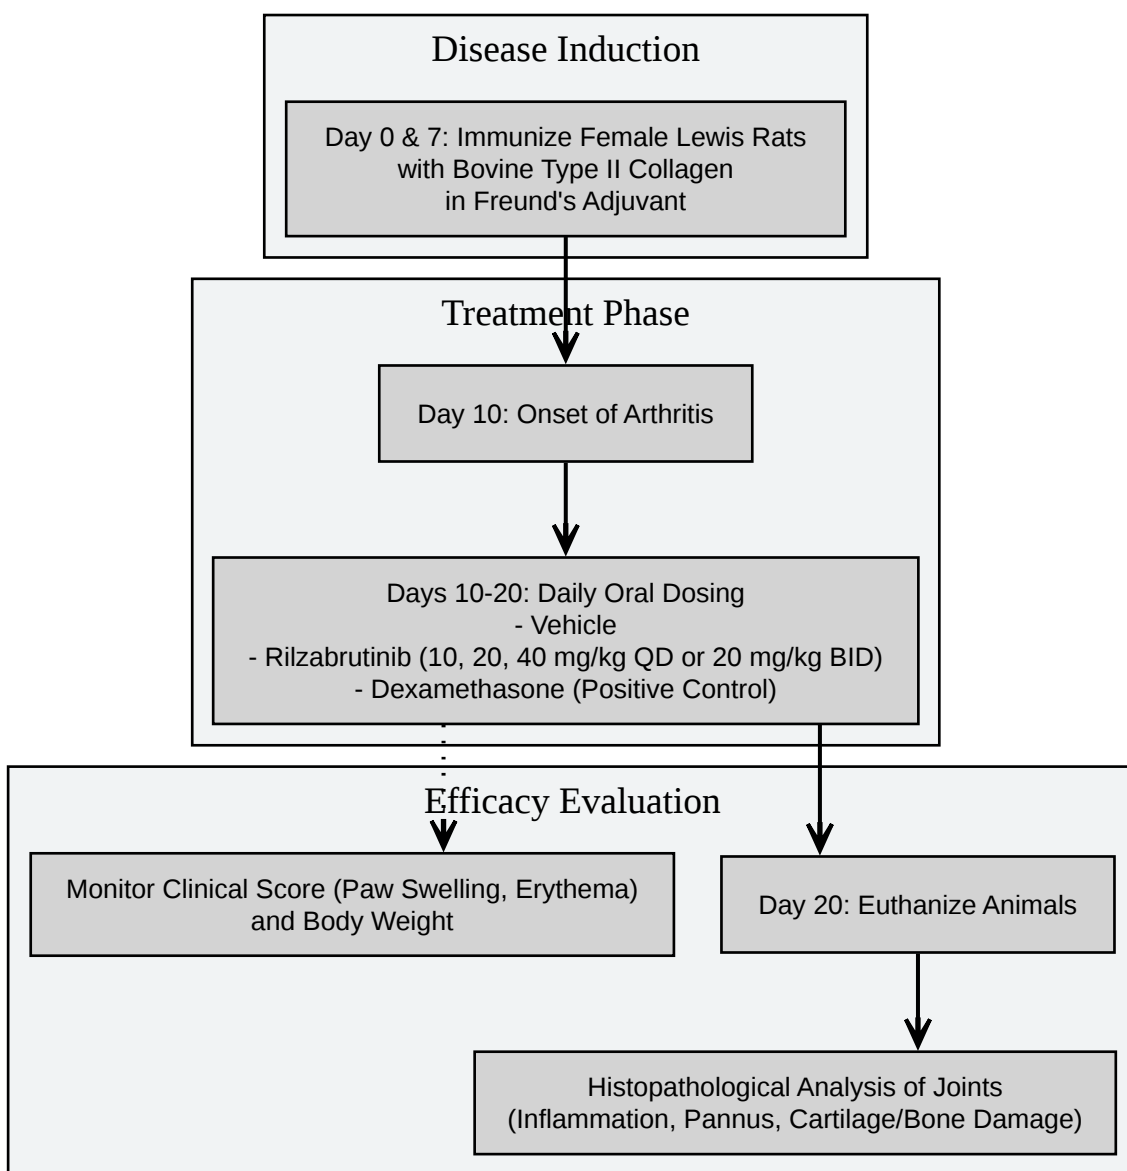 Disease Induction
Day 0 & 7: Immunize Female Lewis Rats
with Bovine Type II Collagen
in Freund's Adjuvant
Treatment Phase
Day 10: Onset of Arthritis
Days 10-20: Daily Oral Dosing
- Vehicle
- Rilzabrutinib (10, 20, 40 mg/kg QD or 20 mg/kg BID)
- Dexamethasone (Positive Control)
Efficacy Evaluation
Monitor Clinical Score (Paw Swelling, Erythema)
and Body Weight
Day 20: Euthanize Animals
Histopathological Analysis of Joints
(Inflammation, Pannus, Cartilage/Bone Damage)